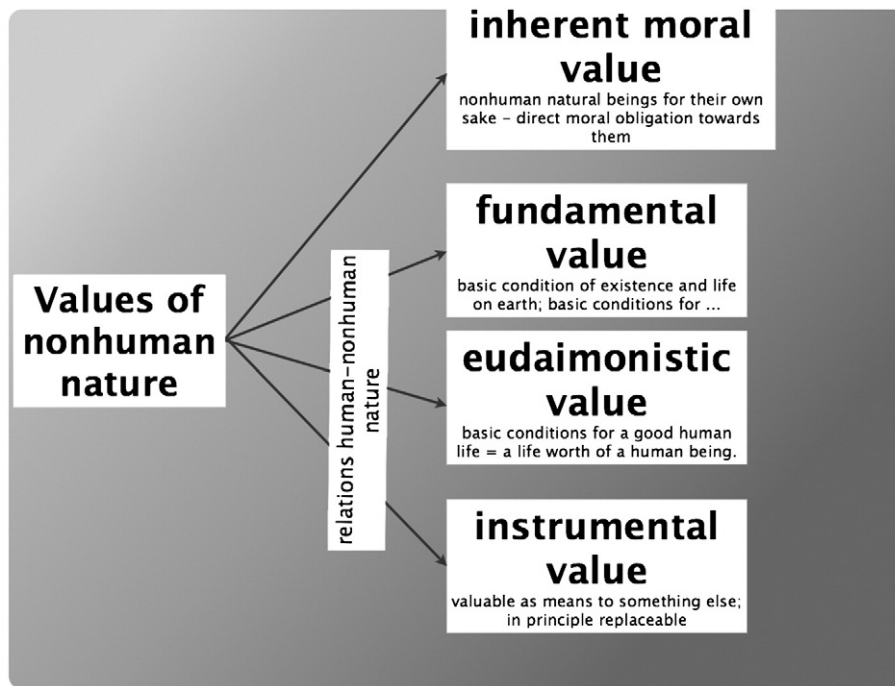 inherent moral
value
nonhuman natural beings for their own
sake – direct moral obligation towards
them
fundamental
value
basic condition of existence and life
on earth; basic conditions for ...
Values of
nonhuman
nature
relations human–nonhuman
nature
eudaimonistic
value
basic conditions for a good human
life = a life worth of a human being.
instrumental
value
valuable as means to something else;
in principle replaceable